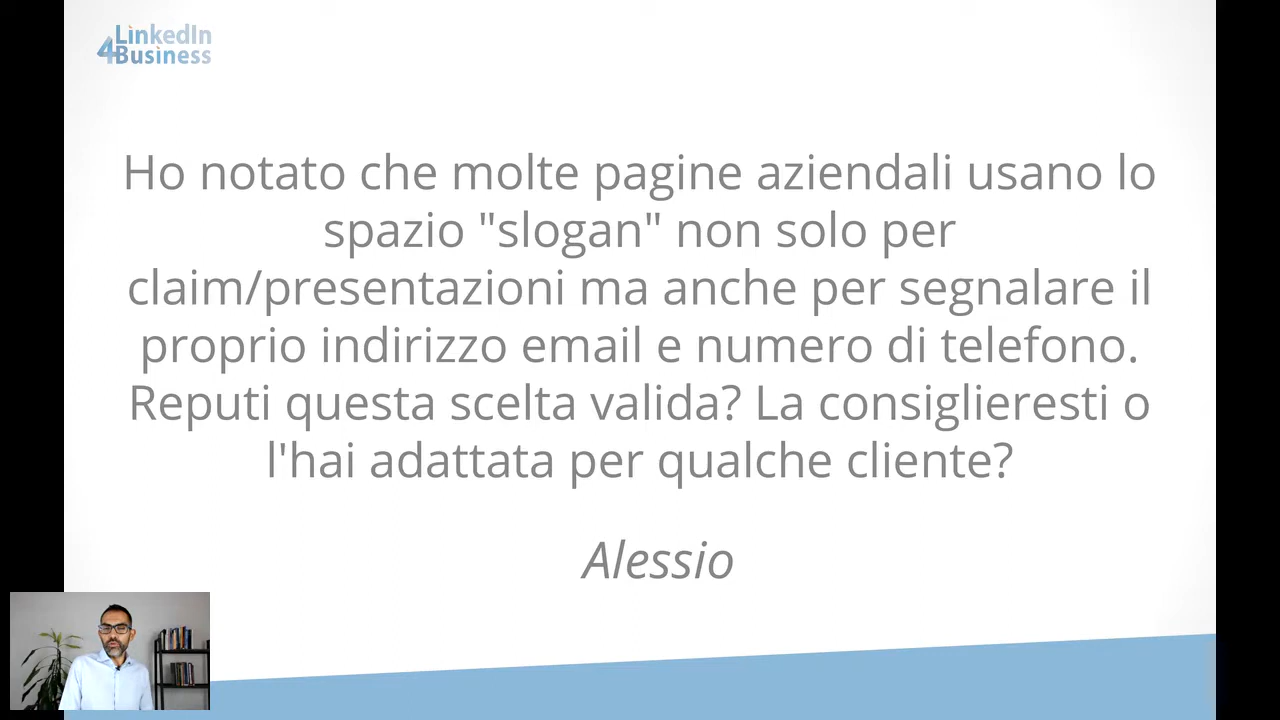 LinkedIn
4Business
Ho notato che molte pagine aziendali usano lo
spazio "slogan" non solo per
claim/presentazioni ma anche per segnalare il
proprio indirizzo email e numero di telefono.
Reputi questa scelta valida? La consiglieresti o
l'hai adattata per qualche cliente?
Alessio